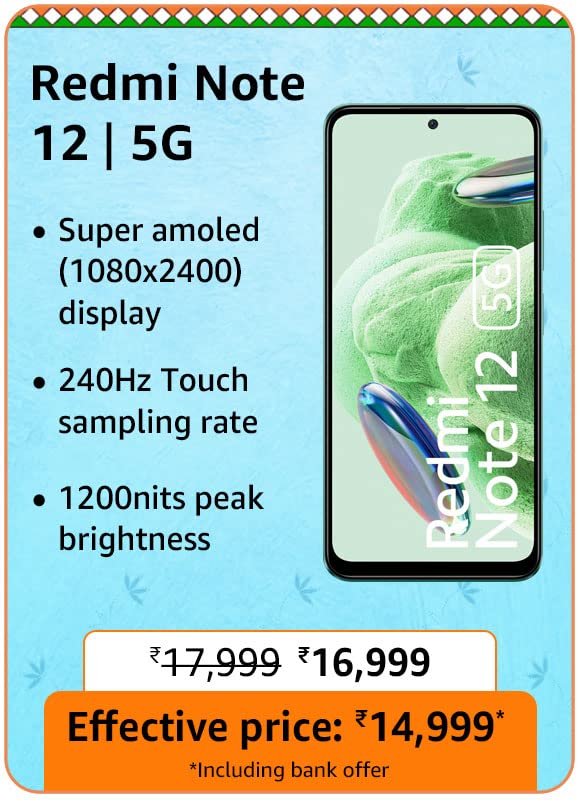 Redmi Note
12 | 5G
• Super amoled
(1080x2400)
display
• 240Hz Touch
sampling rate
• 1200nits peak
brightness
Redmi
Note 12 5G
₹17,999 ₹16,999
Effective price: ₹14,999*
*Including bank offer